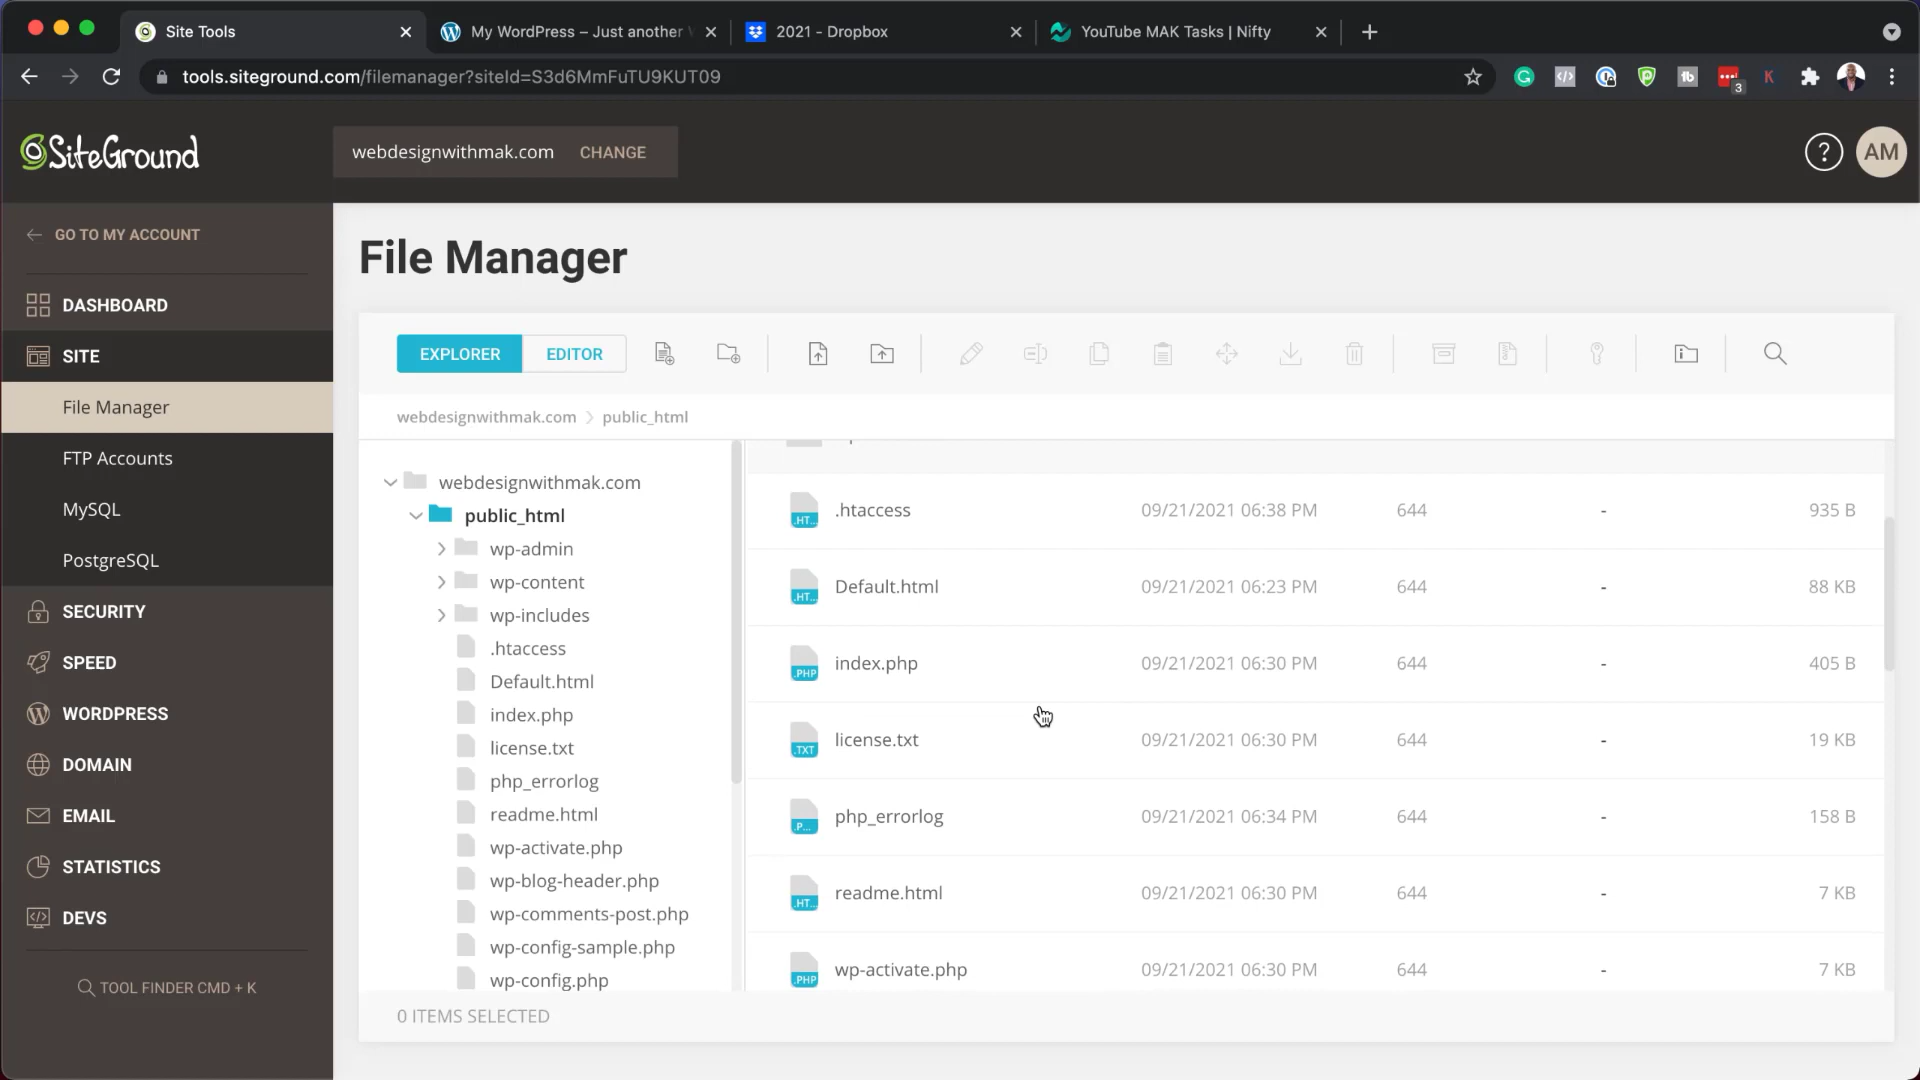 Site Tools
My WordPress – Just another
2021 - Dropbox
YouTube MAK Tasks | Nifty
tools.siteground.com/filemanager?siteId=S3d6MmFuTU9KUT09
3
SiteGround
webdesignwithmak.com CHANGE
?
AM
GO TO MY ACCOUNT
DASHBOARD
SITE
File Manager
FTP Accounts
MySQL
PostgreSQL
SECURITY
SPEED
WORDPRESS
DOMAIN
EMAIL
STATISTICS
DEVS
TOOL FINDER CMD + K
File Manager
EXPLORER EDITOR
webdesignwithmak.com > public_html
webdesignwithmak.com
public_html
wp-admin
wp-content
wp-includes
.htaccess
Default.html
index.php
license.txt
php_errorlog
readme.html
wp-activate.php
wp-blog-header.php
wp-comments-post.php
wp-config-sample.php
wp-config.php
.HT... .htaccess 09/21/2021 06:38 PM 644 - 935 B
.HT... Default.html 09/21/2021 06:23 PM 644 - 88 KB
.PHP index.php 09/21/2021 06:30 PM 644 - 405 B
.TXT license.txt 09/21/2021 06:30 PM 644 - 19 KB
.P... php_errorlog 09/21/2021 06:34 PM 644 - 158 B
.HT... readme.html 09/21/2021 06:30 PM 644 - 7 KB
.PHP wp-activate.php 09/21/2021 06:30 PM 644 - 7 KB
0 ITEMS SELECTED